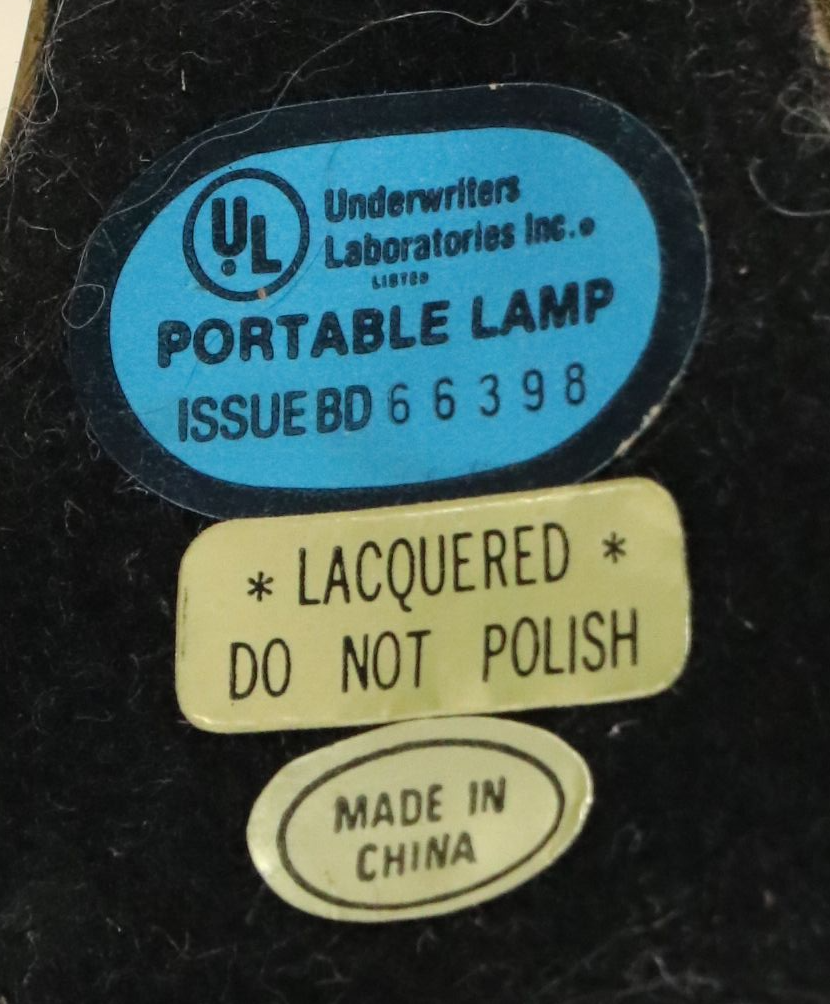 UL Underwriters
Laboratories Inc.®
LISTED
PORTABLE LAMP
ISSUE BD 66398
* LACQUERED *
DO NOT POLISH
MADE IN
CHINA